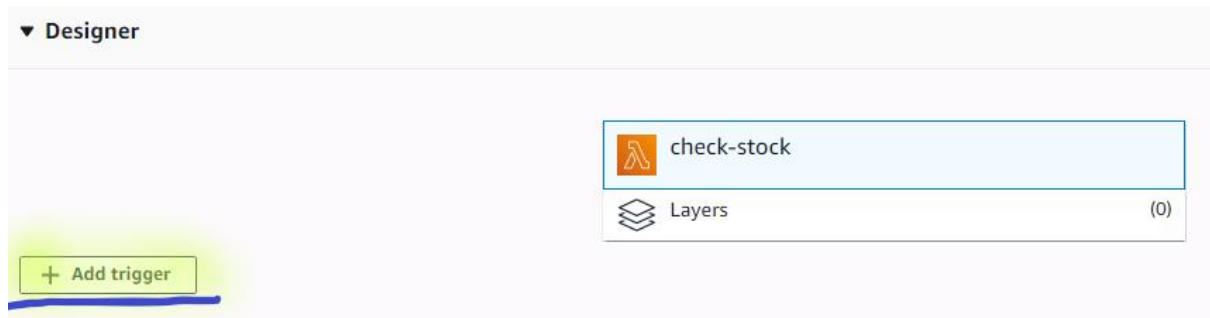 Designer
check-stock
Layers (0)
+ Add trigger